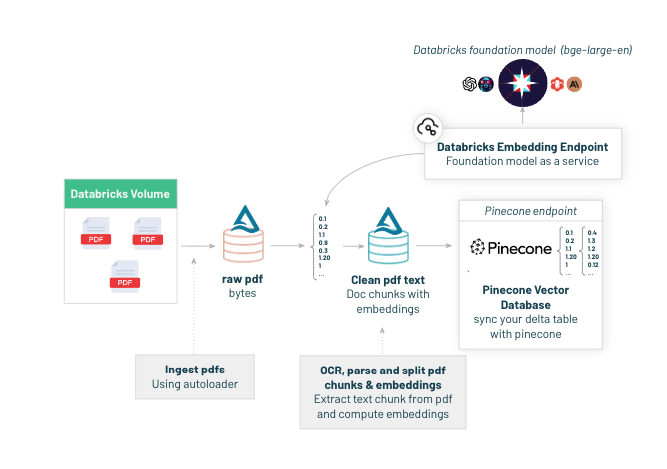 Databricks foundation model (bge-large-en)
Databricks Embedding Endpoint
Foundation model as a service
Databricks Volume
PDF
PDF
PDF
raw pdf
bytes
0.1
0.2
1.1
0.8
0.3
1.20
1
...
Clean pdf text
Doc chunks with
embeddings
Pinecone endpoint
Pinecone
0.1
0.2
1.1
1.20
1
...
0.4
1.3
1.2
1.20
0.12
...
Pinecone Vector
Database
sync your delta table
with pinecone
Ingest pdfs
Using autoloader
OCR, parse and split pdf
chunks & embeddings
Extract text chunk from pdf
and compute embeddings